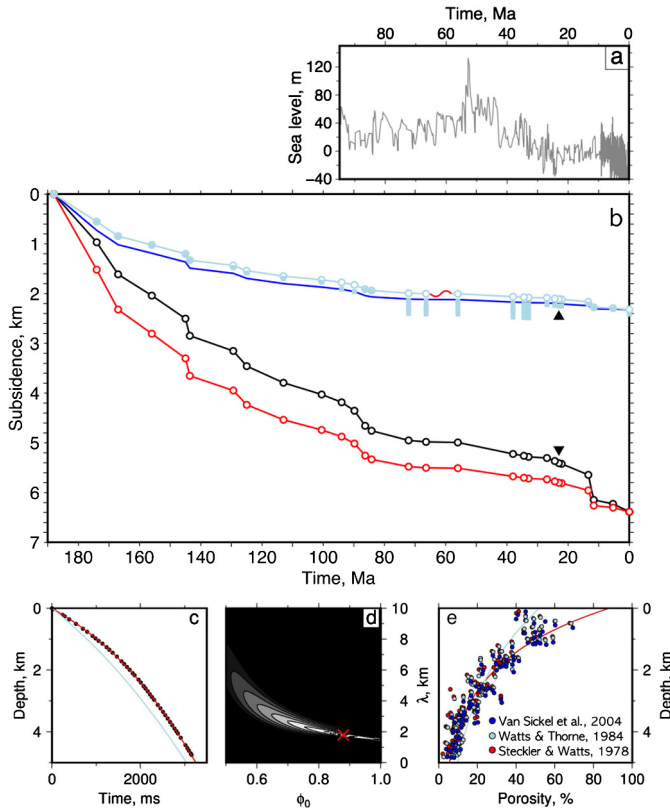 Time, Ma
80 60 40 20 0
a
Sea level, m
120
80
40
0
−40
b
Subsidence, km
0
1
2
3
4
5
6
7
180 160 140 120 100 80 60 40 20 0
Time, Ma
c
Depth, km
0
2
4
0 2000
Time, ms
d
10
8
6
4
2
0
λ, km
0.6 0.8 1.0
ϕ0
e
0
2
4
Depth, km
Van Sickel et al., 2004
Watts & Thorne, 1984
Steckler & Watts, 1978
0 20 40 60 80 100
Porosity, %